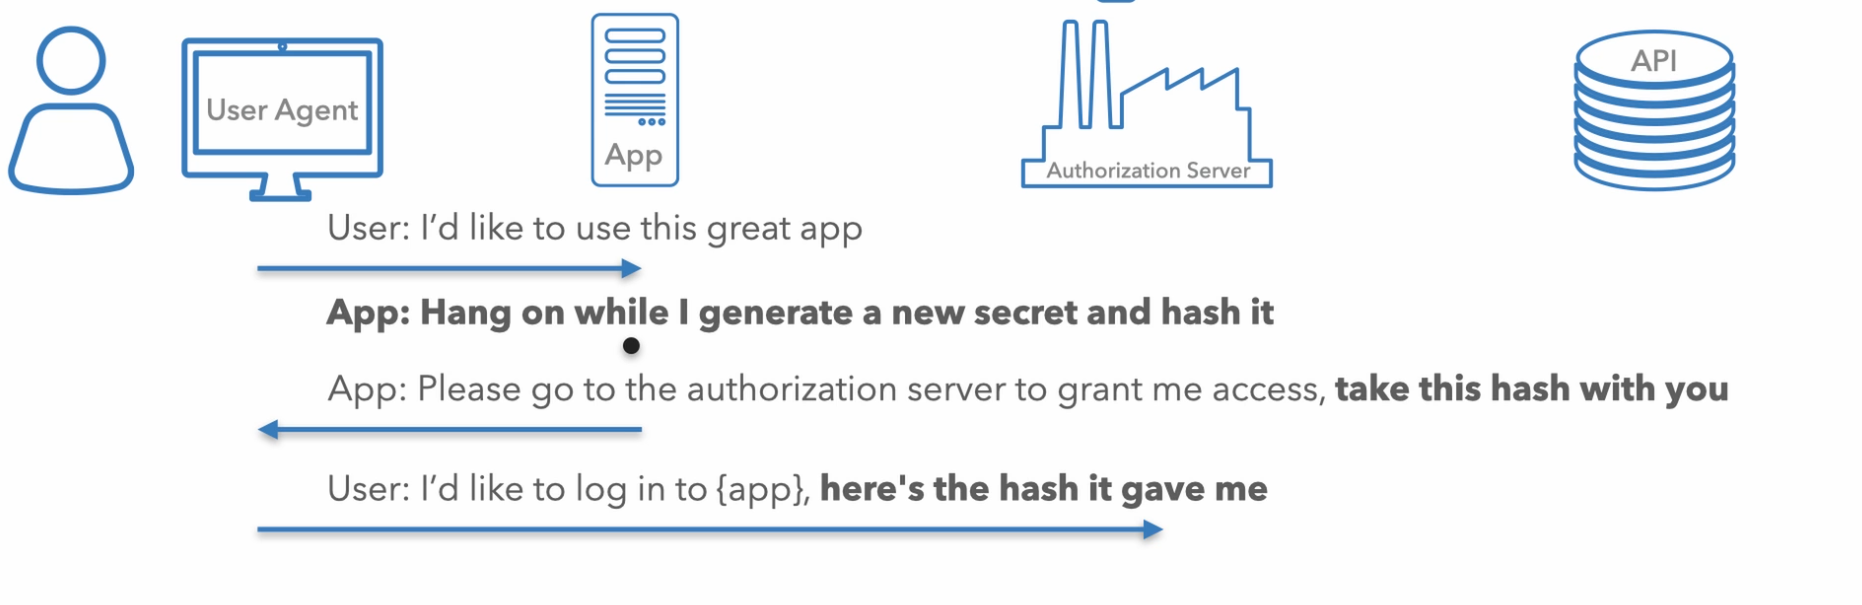 User Agent
App
Authorization Server
API
User: I’d like to use this great app
App: Hang on while I generate a new secret and hash it
App: Please go to the authorization server to grant me access, take this hash with you
User: I’d like to log in to {app}, here's the hash it gave me